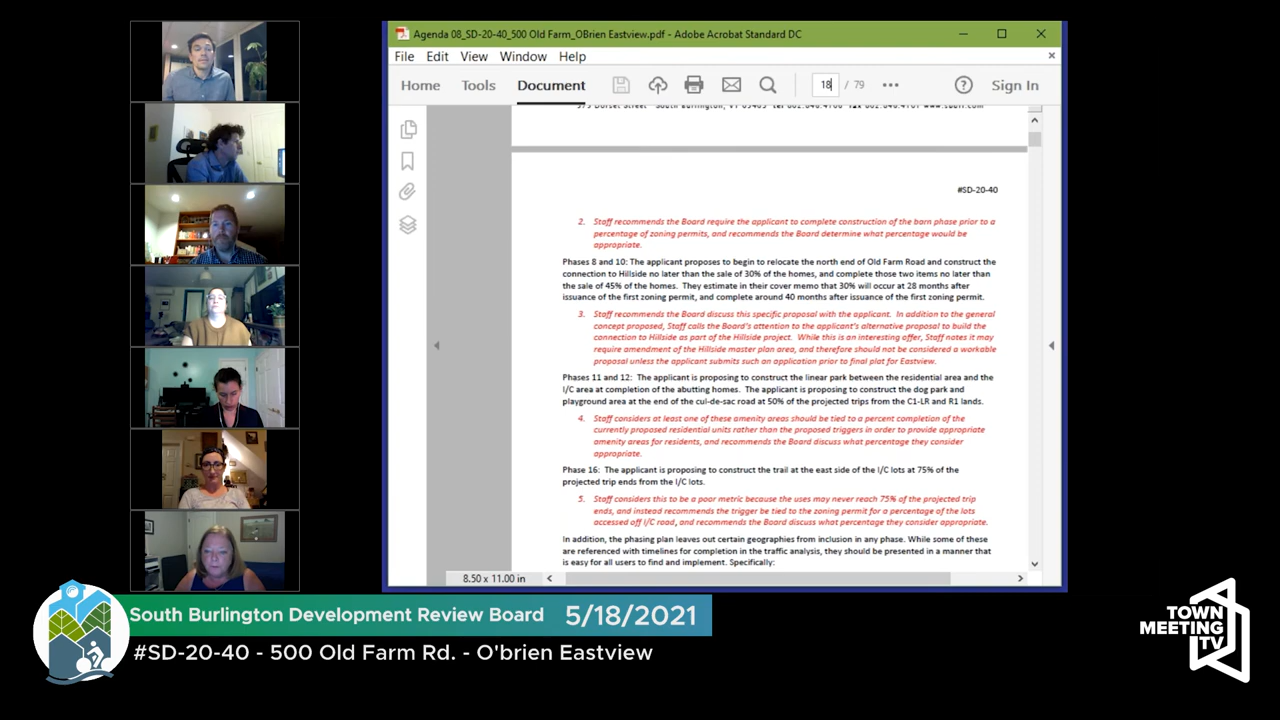 Agenda 08_SD-20-40_500 Old Farm_OBrien Eastview.pdf - Adobe Acrobat Standard DC
File Edit View Window Help
Home Tools Document 18 / 79 Sign In
575 Dorset Street South Burlington, VT 05403
#SD-20-40
2. Staff recommends the Board require the applicant to complete construction of the barn phase prior to a
percentage of zoning permits, and recommends the Board determine what percentage would be
appropriate.
Phases 8 and 10: The applicant proposes to begin to relocate the north end of Old Farm Road and construct the
connection to Hillside no later than the sale of 30% of the homes, and complete those two items no later than
the sale of 45% of the homes. They estimate in their cover memo that 30% will occur at 28 months after
issuance of the first zoning permit, and complete around 40 months after issuance of the first zoning permit.
3. Staff recommends the Board discuss this specific proposal with the applicant. In addition to the general
concept proposed, Staff calls the Board's attention to the applicant's alternative proposal to build the
connection to Hillside as part of the Hillside project. While this is an interesting offer, Staff notes it may
require amendment of the Hillside master plan area, and therefore should not be considered a workable
proposal unless the applicant submits such an application prior to final plat for Eastview.
Phases 11 and 12: The applicant is proposing to construct the linear park between the residential area and the
I/C area at completion of the abutting homes. The applicant is proposing to construct the dog park and
playground area at the end of the cul-de-sac road at 50% of the projected trips from the C1-LR and R1 lands.
4. Staff considers at least one of these amenity areas should be tied to a percent completion of the
currently proposed residential units rather than the proposed triggers in order to provide appropriate
amenity areas for residents, and recommends the Board discuss what percentage they consider
appropriate.
Phase 16: The applicant is proposing to construct the trail at the east side of the I/C lots at 75% of the
projected trip ends from the I/C lots.
5. Staff considers this to be a poor metric because the uses may never reach 75% of the projected trip
ends, and instead recommends the trigger be tied to the zoning permit for a percentage of the lots
accessed off I/C road, and recommends the Board discuss what percentage they consider appropriate.
In addition, the phasing plan leaves out certain geographies from inclusion in any phase. While some of these
are referenced with timelines for completion in the traffic analysis, they should be presented in a manner that
is easy for all users to find and implement. Specifically:
8.50 x 11.00 in
South Burlington Development Review Board 5/18/2021
#SD-20-40 - 500 Old Farm Rd. - O'brien Eastview
TOWN
MEETING
TV